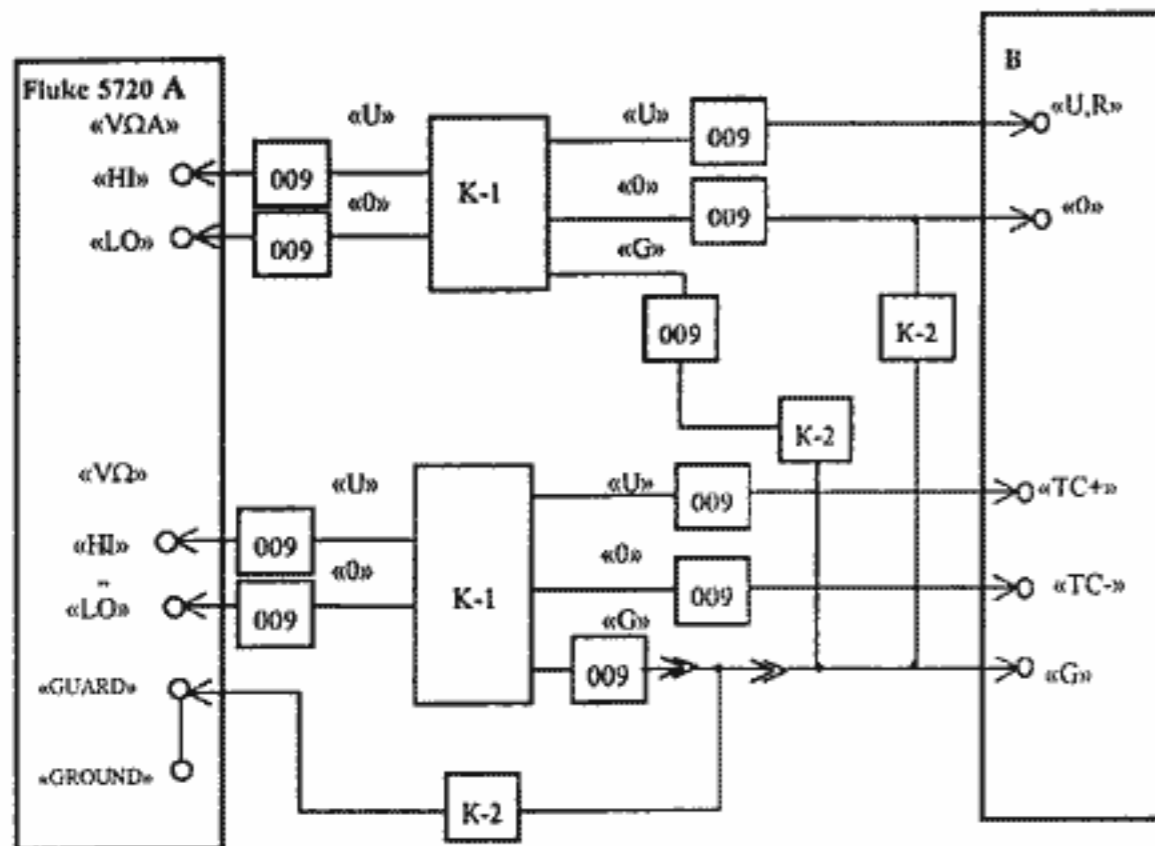 Fluke 5720 A
«VΩA»
«HI»
«LO»
009
009
«U»
«0»
K-1
«U»
«0»
«G»
009
009
009
K-2
K-2
B
«U,R»
«0»
«VΩ»
«HI»
«LO»
«GUARD»
«GROUND»
009
009
«U»
«0»
K-1
«U»
«0»
«G»
009
009
009
K-2
«TC+»
«TC-»
«G»